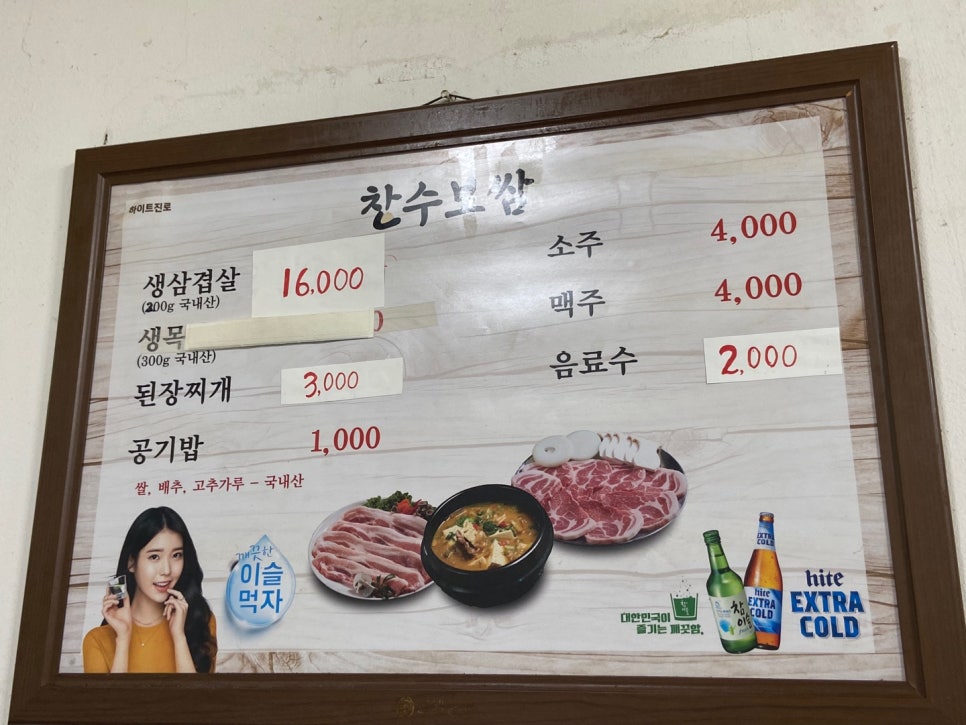 하이트진로
찬수보쌈
생삼겹살 16,000
(200g 국내산)
생목
(300g 국내산)
된장찌개 3,000
공기밥 1,000
쌀, 배추, 고추가루 - 국내산
소주 4,000
맥주 4,000
음료수 2,000
깨끗한
이슬
먹자
대한민국이
즐기는 깨끗함.
참
이슬
EXTRA
COLD
hite
EXTRA
COLD
hite
EXTRA
COLD